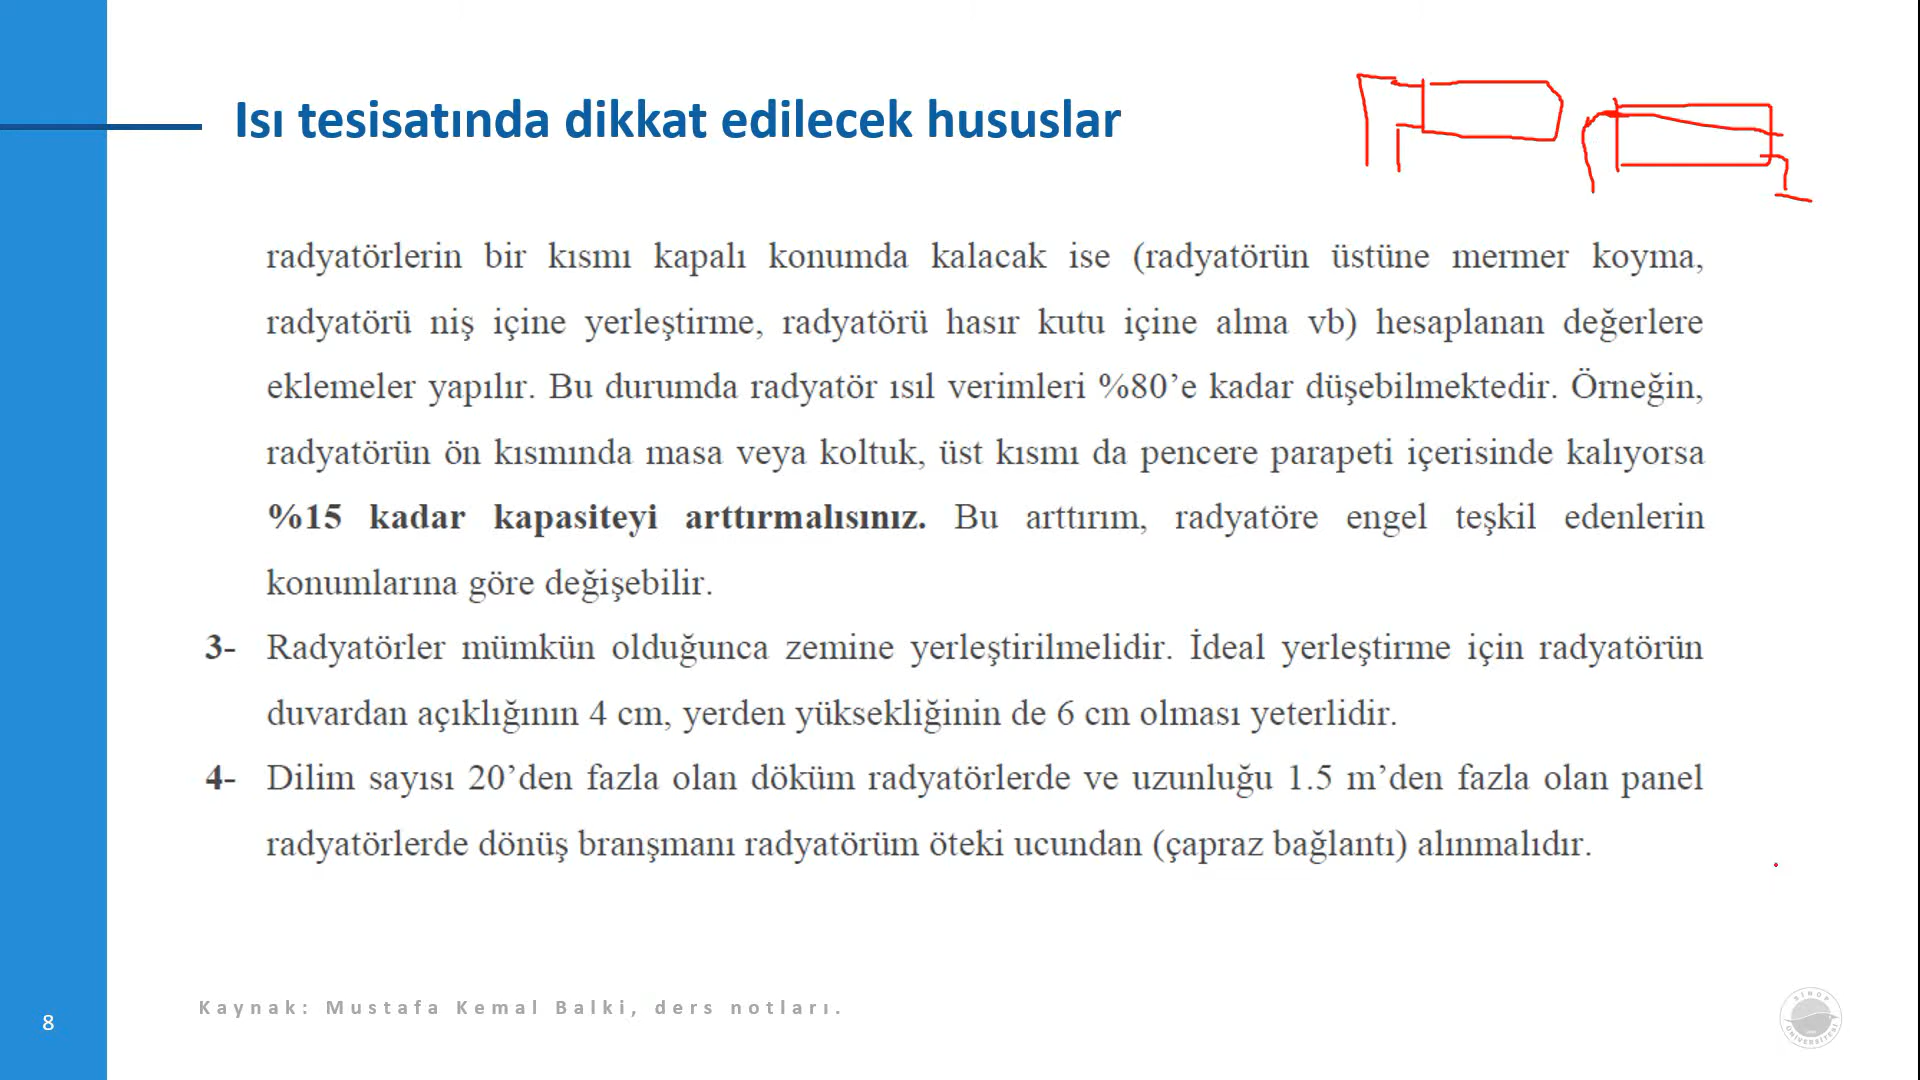 Isı tesisatında dikkat edilecek hususlar
radyatörlerin bir kısmı kapalı konumda kalacak ise (radyatörün üstüne mermer koyma,
radyatörü niş içine yerleştirme, radyatörü hasır kutu içine alma vb) hesaplanan değerlere
eklemeler yapılır. Bu durumda radyatör ısıl verimleri %80’e kadar düşebilmektedir. Örneğin,
radyatörün ön kısmında masa veya koltuk, üst kısmı da pencere parapeti içerisinde kalıyorsa
%15 kadar kapasiteyi arttırmalısınız. Bu arttırım, radyatöre engel teşkil edenlerin
konumlarına göre değişebilir.
3- Radyatörler mümkün olduğunca zemine yerleştirilmelidir. İdeal yerleştirme için radyatörün
duvardan açıklığının 4 cm, yerden yüksekliğinin de 6 cm olması yeterlidir.
4- Dilim sayısı 20’den fazla olan döküm radyatörlerde ve uzunluğu 1.5 m’den fazla olan panel
radyatörlerde dönüş branşmanı radyatörüm öteki ucundan (çapraz bağlantı) alınmalıdır.
Kaynak: Mustafa Kemal Balki, ders notları.
8
SİNOP
ÜNİVERSİTESİ